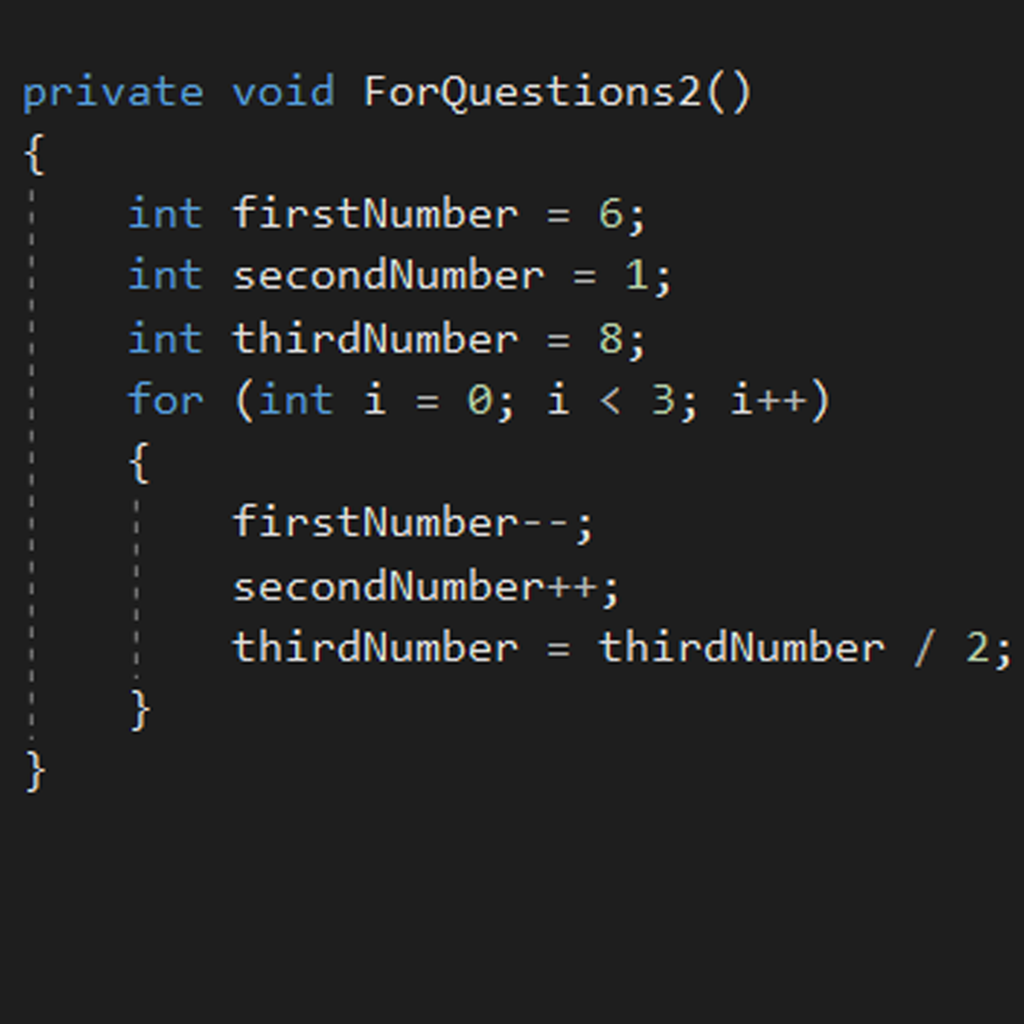 private void ForQuestions2()
{
int firstNumber = 6;
int secondNumber = 1;
int thirdNumber = 8;
for (int i = 0; i < 3; i++)
{
firstNumber--;
secondNumber++;
thirdNumber = thirdNumber / 2;
}
}